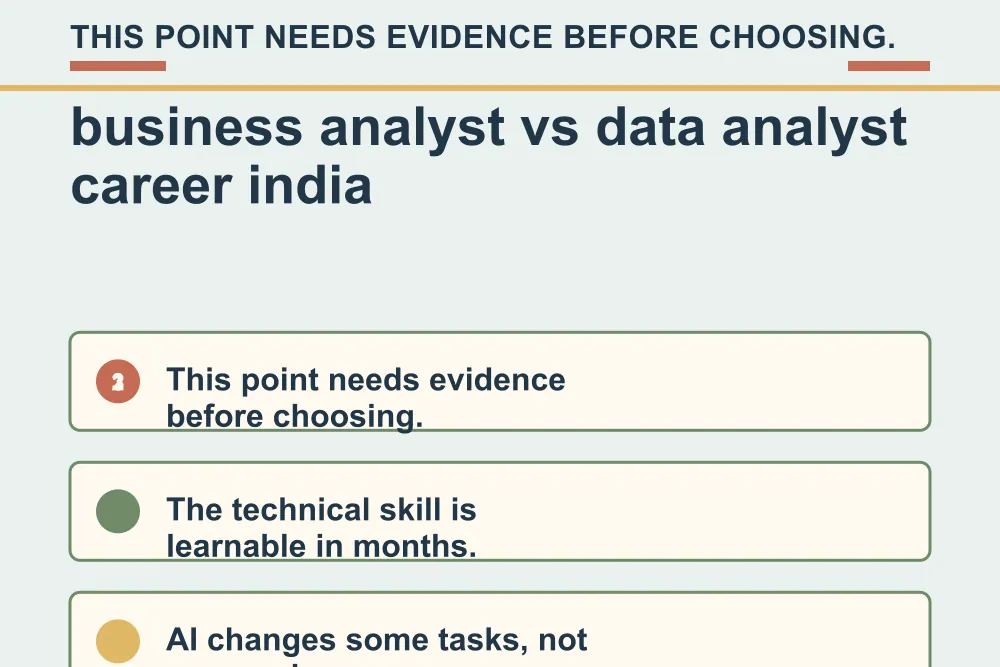 THIS POINT NEEDS EVIDENCE BEFORE CHOOSING.
business analyst vs data analyst
career india
This point needs evidence
before choosing.
The technical skill is
learnable in months.
AI changes some tasks, not